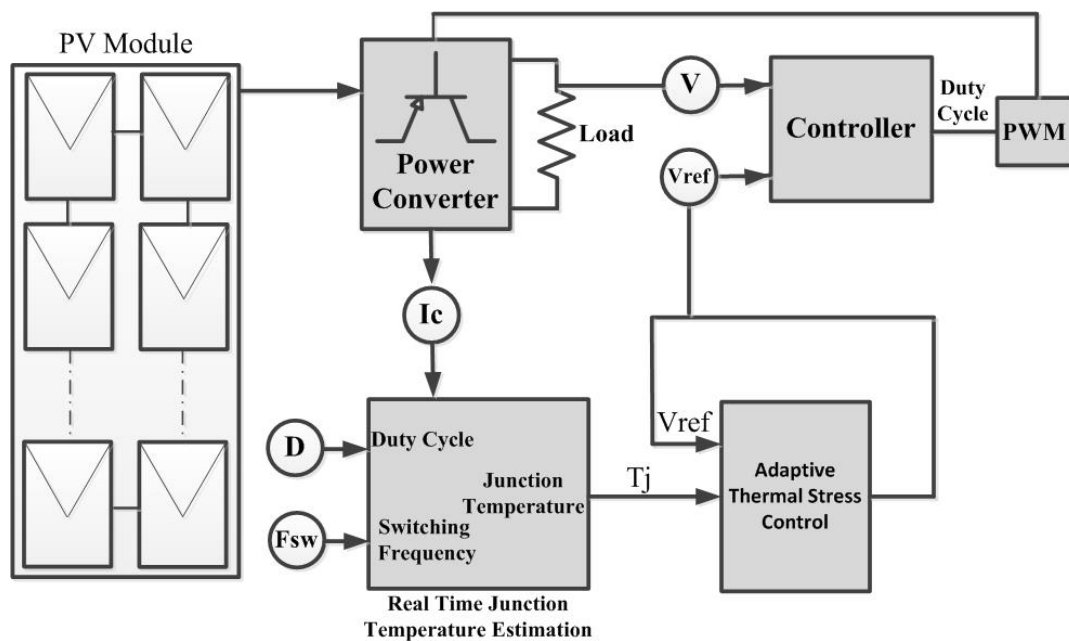 PV Module
Power
Converter
Load
V
Vref
Controller
Duty
Cycle
PWM
Ic
D
Fsw
Duty Cycle
Junction
Temperature
Switching
Frequency
Real Time Junction
Temperature Estimation
Tj
Vref
Adaptive
Thermal Stress
Control